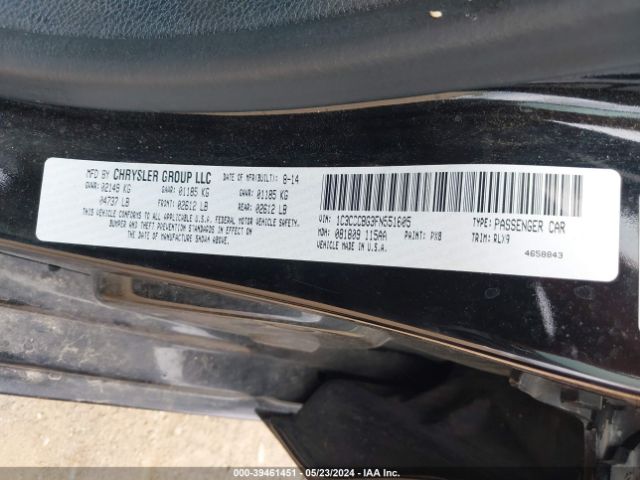 MFD BY CHRYSLER GROUP LLC DATE OF MFR(BUILT): 8-14
GVWR: 02148 KG GAWR: 01185 KG GAWR: 01185 KG
04737 LB FRONT: 02612 LB REAR: 02612 LB
THIS VEHICLE CONFORMS TO ALL APPLICABLE U.S.A. FEDERAL MOTOR VEHICLE SAFETY,
BUMPER AND THEFT PREVENTION STANDARDS IN EFFECT ON
THE DATE OF MANUFACTURE SHOWN ABOVE.
VIN: 1C3CCCBG3FN551605 TYPE: PASSENGER CAR
MDH: 081809 115AA PAINT: PX8 TRIM: RLX9
VEHICLE MADE IN U.S.A. 4658843
000-39461451 - 05/23/2024 - IAA Inc.